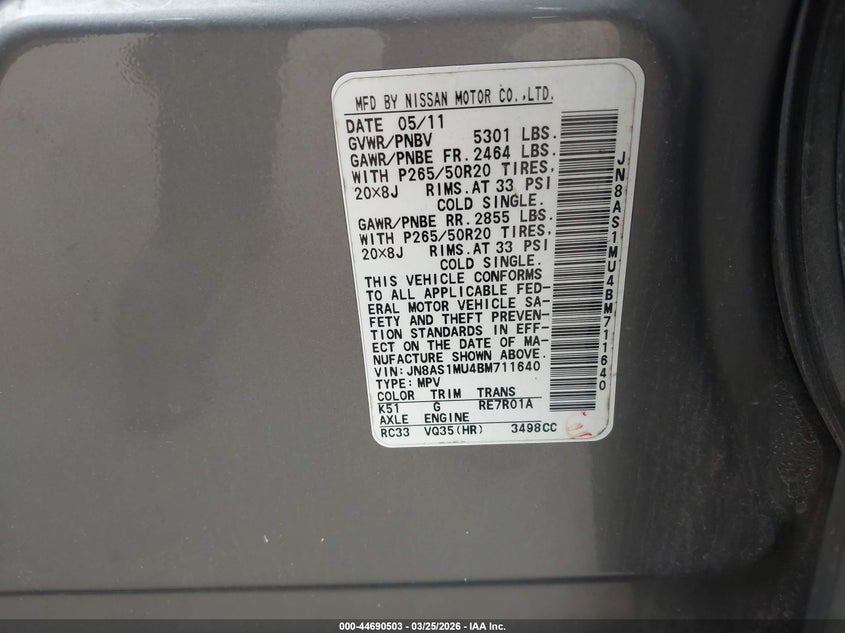 MFD BY NISSAN MOTOR CO.,LTD.
DATE 05/11
GVWR/PNBV 5301 LBS.
GAWR/PNBE FR. 2464 LBS.
WITH P265/50R20 TIRES,
20×8J RIMS.AT 33 PSI
COLD SINGLE.
GAWR/PNBE RR. 2855 LBS.
WITH P265/50R20 TIRES,
20×8J RIMS.AT 33 PSI
COLD SINGLE.
THIS VEHICLE CONFORMS
TO ALL APPLICABLE FED-
ERAL MOTOR VEHICLE SA-
FETY AND THEFT PREVEN-
TION STANDARDS IN EFF-
ECT ON THE DATE OF MA-
NUFACTURE SHOWN ABOVE.
VIN: JN8AS1MU4BM711640
TYPE: MPV
COLOR TRIM TRANS
K51 G RE7R01A
AXLE ENGINE
RC33 VQ35(HR) 3498CC
JN8AS1MU4BM711640
000-44690503 — 03/25/2026 — IAA Inc.